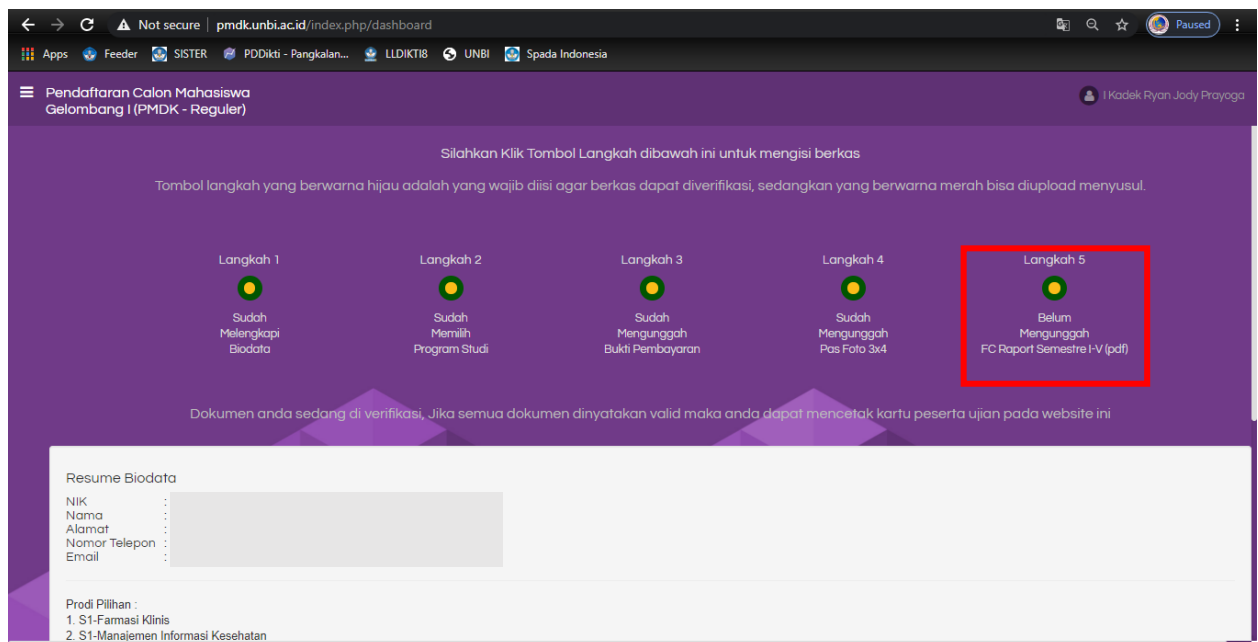 Not secure | pmdk.unbi.ac.id/index.php/dashboard
Paused
Apps Feeder SISTER PDDikti - Pangkalan... LLDIKTI8 UNBI Spada Indonesia
Pendaftaran Calon Mahasiswa
Gelombang I (PMDK - Reguler)
I Kadek Ryan Jody Prayoga
Silahkan Klik Tombol Langkah dibawah ini untuk mengisi berkas
Tombol langkah yang berwarna hijau adalah yang wajib diisi agar berkas dapat diverifikasi, sedangkan yang berwarna merah bisa diupload menyusul.
Langkah 1
Sudah
Melengkapi
Biodata
Langkah 2
Sudah
Memilih
Program Studi
Langkah 3
Sudah
Mengunggah
Bukti Pembayaran
Langkah 4
Sudah
Mengunggah
Pas Foto 3x4
Langkah 5
Belum
Mengunggah
FC Raport Semestre I-V (pdf)
Dokumen anda sedang di verifikasi, Jika semua dokumen dinyatakan valid maka anda dapat mencetak kartu peserta ujian pada website ini
Resume Biodata
NIK :
Nama :
Alamat :
Nomor Telepon :
Email :
Prodi Pilihan :
1. S1-Farmasi Klinis
2. S1-Manajemen Informasi Kesehatan